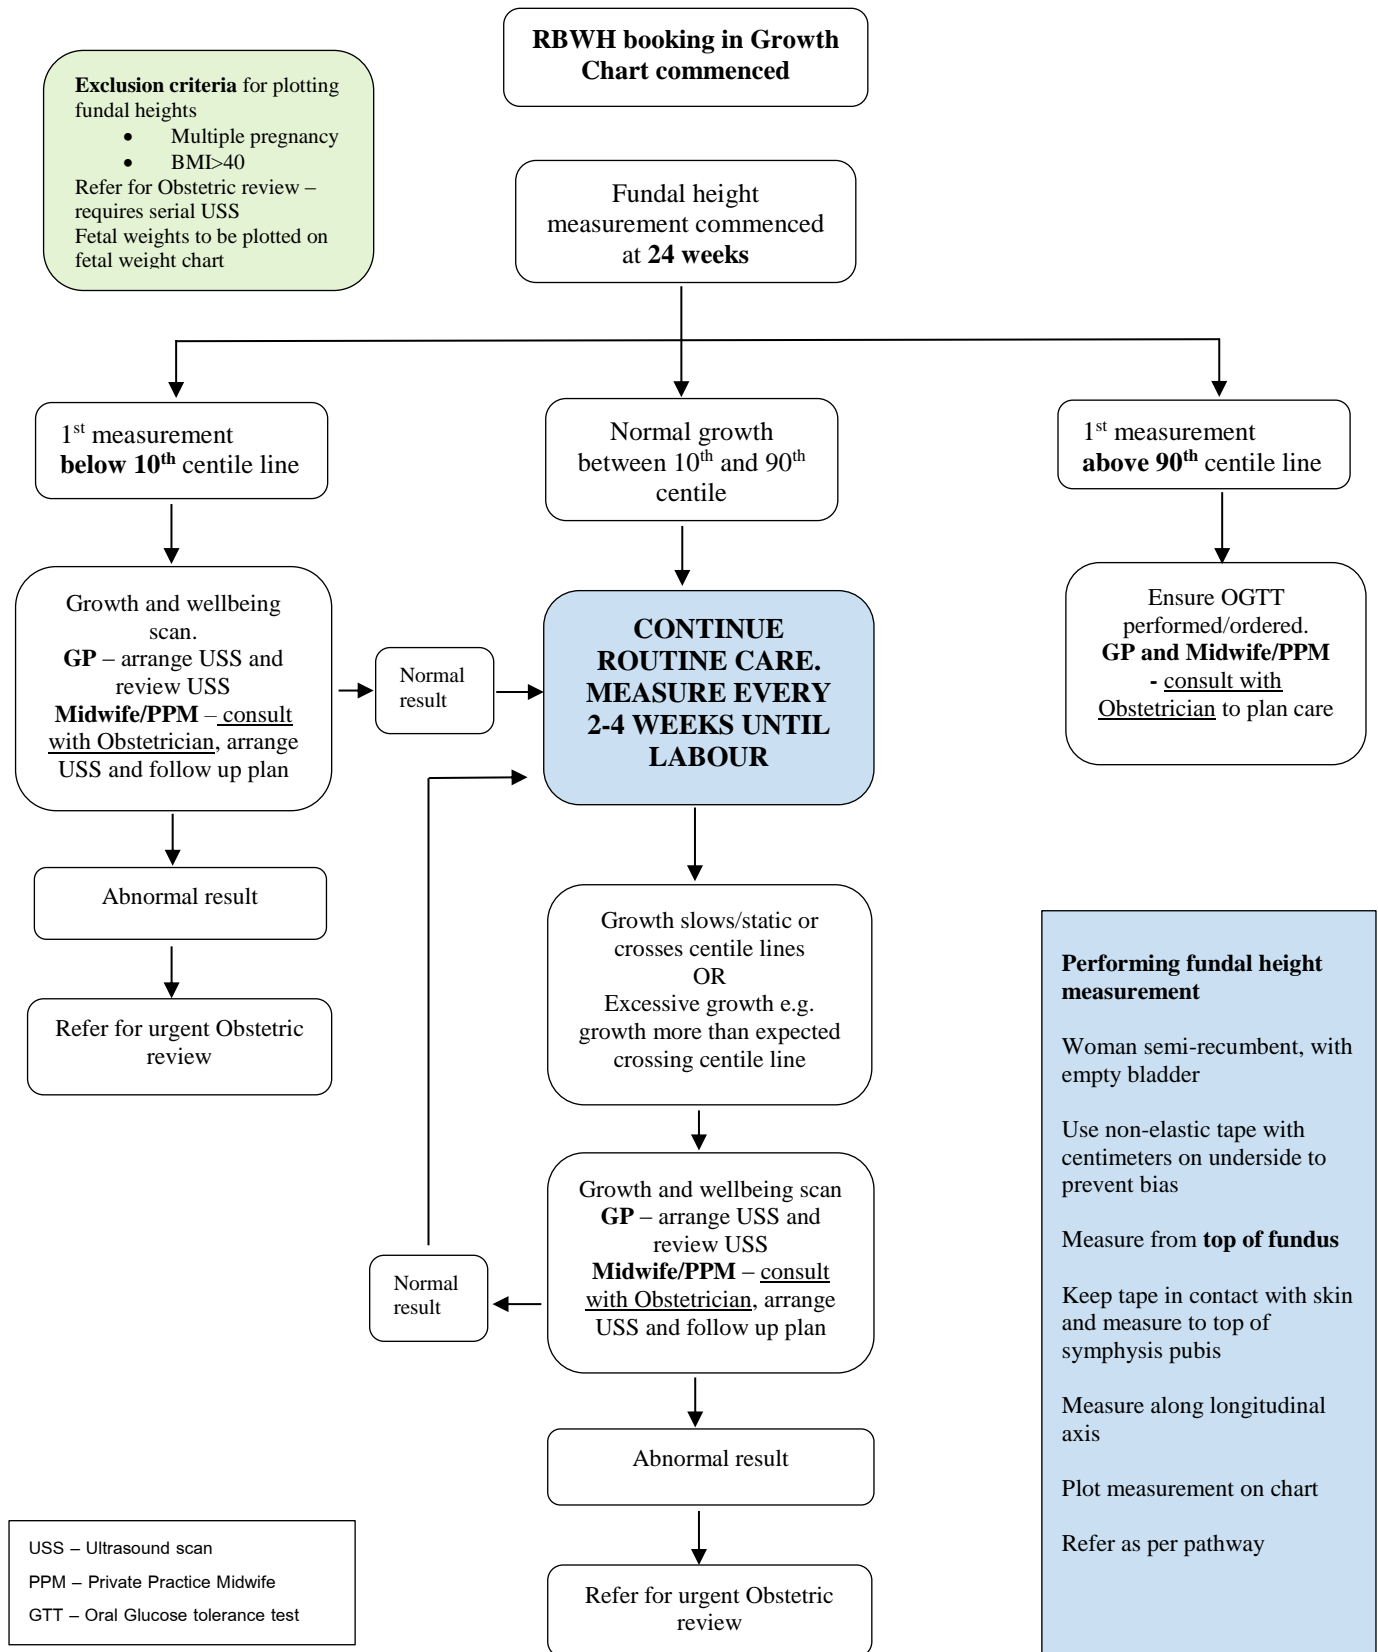 RBWH booking in Growth
Chart commenced
Exclusion criteria for plotting
fundal heights
• Multiple pregnancy
• BMI>40
Refer for Obstetric review –
requires serial USS
Fetal weights to be plotted on
fetal weight chart
Fundal height
measurement commenced
at 24 weeks
1st measurement
below 10th centile line
Normal growth
between 10th and 90th
centile
1st measurement
above 90th centile line
Growth and wellbeing
scan.
GP – arrange USS and
review USS
Midwife/PPM – consult
with Obstetrician, arrange
USS and follow up plan
Normal
result
CONTINUE
ROUTINE CARE.
MEASURE EVERY
2-4 WEEKS UNTIL
LABOUR
Ensure OGTT
performed/ordered.
GP and Midwife/PPM
- consult with
Obstetrician to plan care
Abnormal result
Refer for urgent Obstetric
review
Growth slows/static or
crosses centile lines
OR
Excessive growth e.g.
growth more than expected
crossing centile line
Growth and wellbeing scan
GP – arrange USS and
review USS
Midwife/PPM – consult
with Obstetrician, arrange
USS and follow up plan
Normal
result
Abnormal result
Refer for urgent Obstetric
review
Performing fundal height
measurement
Woman semi-recumbent, with
empty bladder
Use non-elastic tape with
centimeters on underside to
prevent bias
Measure from top of fundus
Keep tape in contact with skin
and measure to top of
symphysis pubis
Measure along longitudinal
axis
Plot measurement on chart
Refer as per pathway
USS – Ultrasound scan
PPM – Private Practice Midwife
GTT – Oral Glucose tolerance test